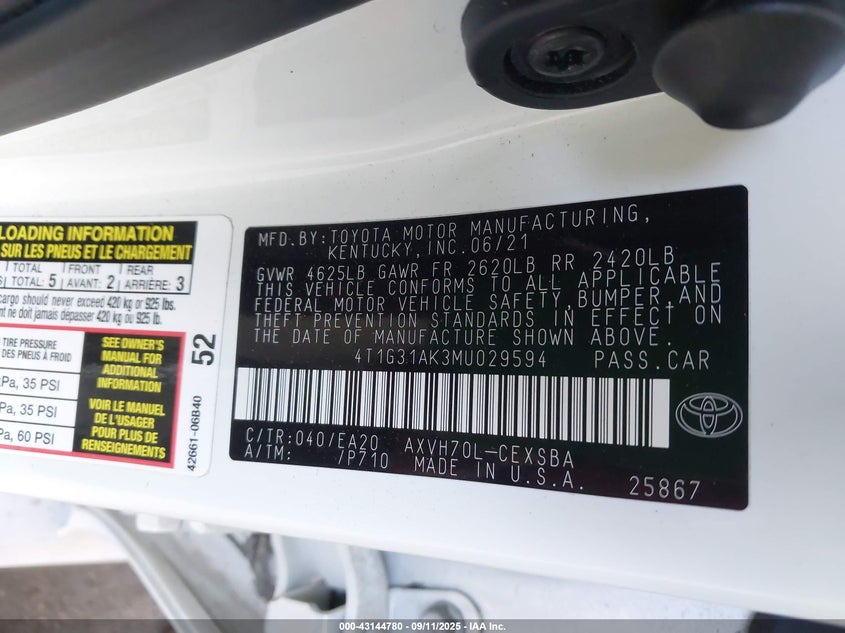 LOADING INFORMATION
SUR LES PNEUS ET LE CHARGEMENT
TOTAL FRONT REAR
TOTAL: 5 AVANT: 2 ARRIÈRE: 3
cargo should never exceed 420 kg or 925 lbs.
ne doit jamais dépasser 420 kg ou 925 lb.
TIRE PRESSURE
DES PNEUS À FROID
35 PSI
35 PSI
60 PSI
SEE OWNER'S
MANUAL FOR
ADDITIONAL
INFORMATION
VOIR LE MANUEL
DE L'USAGER
POUR PLUS DE
RENSEIGNEMENTS
52
42661-06B40
MFD.BY:TOYOTA MOTOR MANUFACTURING,
KENTUCKY, INC.06/21
GVWR 4625LB GAWR FR 2620LB RR 2420LB
THIS VEHICLE CONFORMS TO ALL APPLICABLE
FEDERAL MOTOR VEHICLE SAFETY,BUMPER,AND
THEFT PREVENTION STANDARDS IN EFFECT ON
THE DATE OF MANUFACTURE SHOWN ABOVE.
4T1G31AK3MU029594 PASS.CAR
C/TR:040/EA20 AXVH70L-CEXSBA
A/TM: /P710 MADE IN U.S.A.
25867
000-43144780 - 09/11/2025 - IAA Inc.